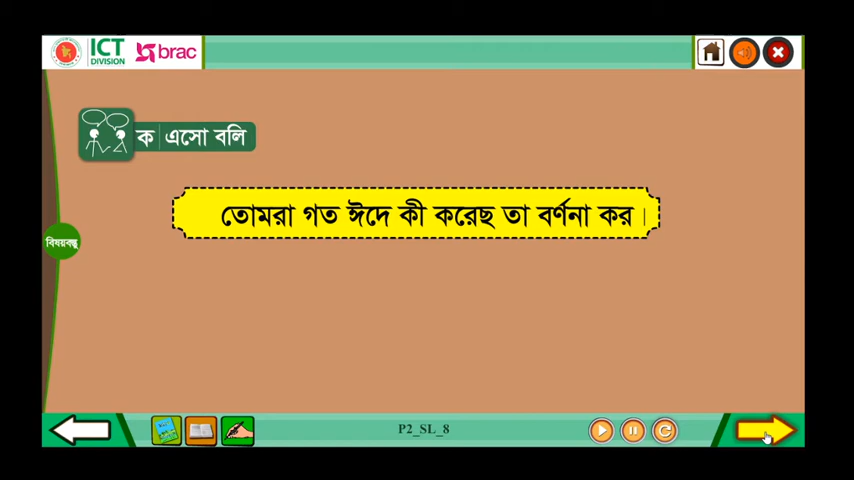 ICT
DIVISION
brac
ক এসো বলি
তোমরা গত ঈদে কী করেছ তা বর্ণনা কর।
বিষয়বস্তু
P2_SL_8